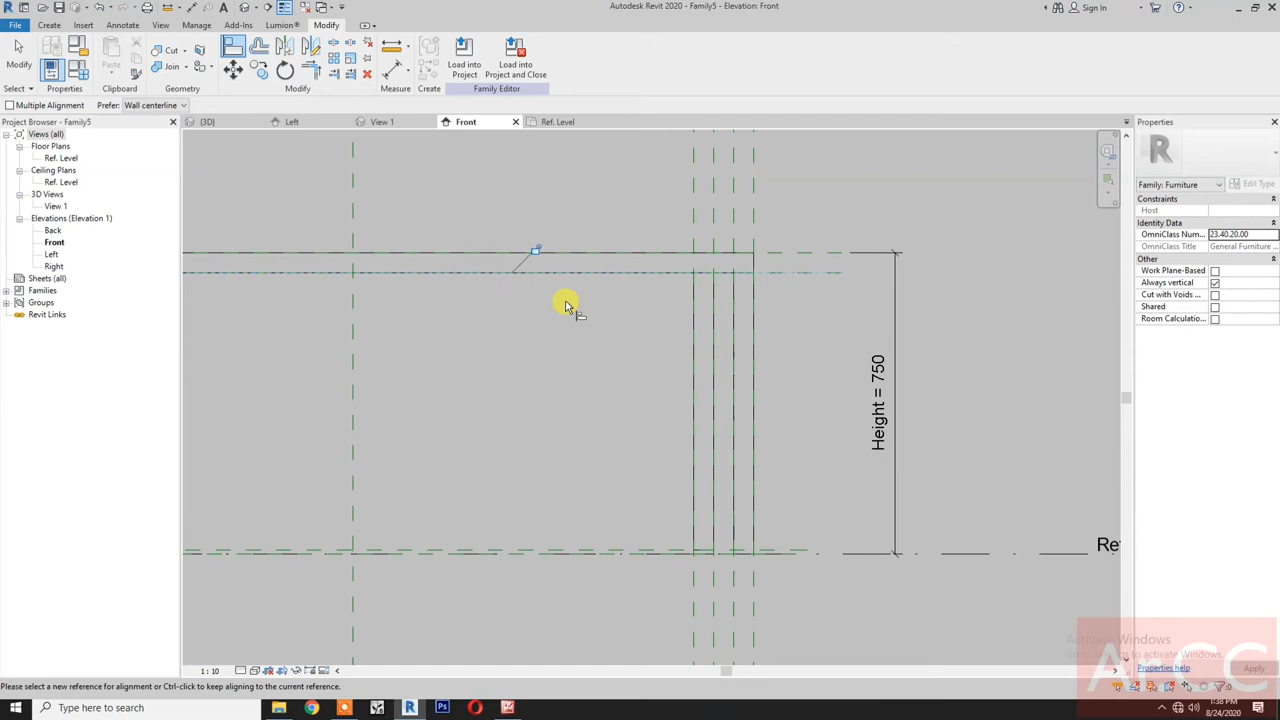 Autodesk Revit 2020 - Family5 - Elevation: Front
Sign In
File Create Insert Annotate View Manage Add-Ins Lumion® Modify
Modify Paste Cut Join Load into Project Load into Project and Close
Select Properties Clipboard Geometry Modify Measure Create Family Editor
Multiple Alignment Prefer: Wall centerline
Project Browser - Family5
{3D} Left View 1 Front Ref. Level
Properties
Views (all)
Floor Plans
Ref. Level
Ceiling Plans
Ref. Level
3D Views
View 1
Elevations (Elevation 1)
Back
Front
Left
Right
Sheets (all)
Families
Groups
Revit Links
Height = 750
Re
1 : 10
Family: Furniture Edit Type
Constraints
Host
Identity Data
OmniClass Num... 23.40.20.00
OmniClass Title General Furniture ...
Other
Work Plane-Based
Always vertical
Cut with Voids ...
Shared
Room Calculatio...
Activate Windows
Properties help Apply
AICC
Please select a new reference for alignment or Ctrl-click to keep aligning to the current reference.
:0
Type here to search
1:38 PM
8/24/2020